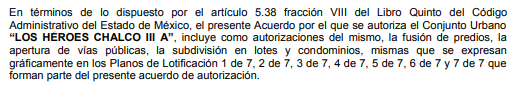 En términos de lo dispuesto por el artículo 5.38 fracción VIII del Libro Quinto del Código
Administrativo del Estado de México, el presente Acuerdo por el que se autoriza el Conjunto Urbano
“LOS HEROES CHALCO III A”, incluye como autorizaciones del mismo, la fusión de predios, la
apertura de vías públicas, la subdivisión en lotes y condominios, mismas que se expresan
gráficamente en los Planos de Lotificación 1 de 7, 2 de 7, 3 de 7, 4 de 7, 5 de 7, 6 de 7 y 7 de 7 que
forman parte del presente acuerdo de autorización.